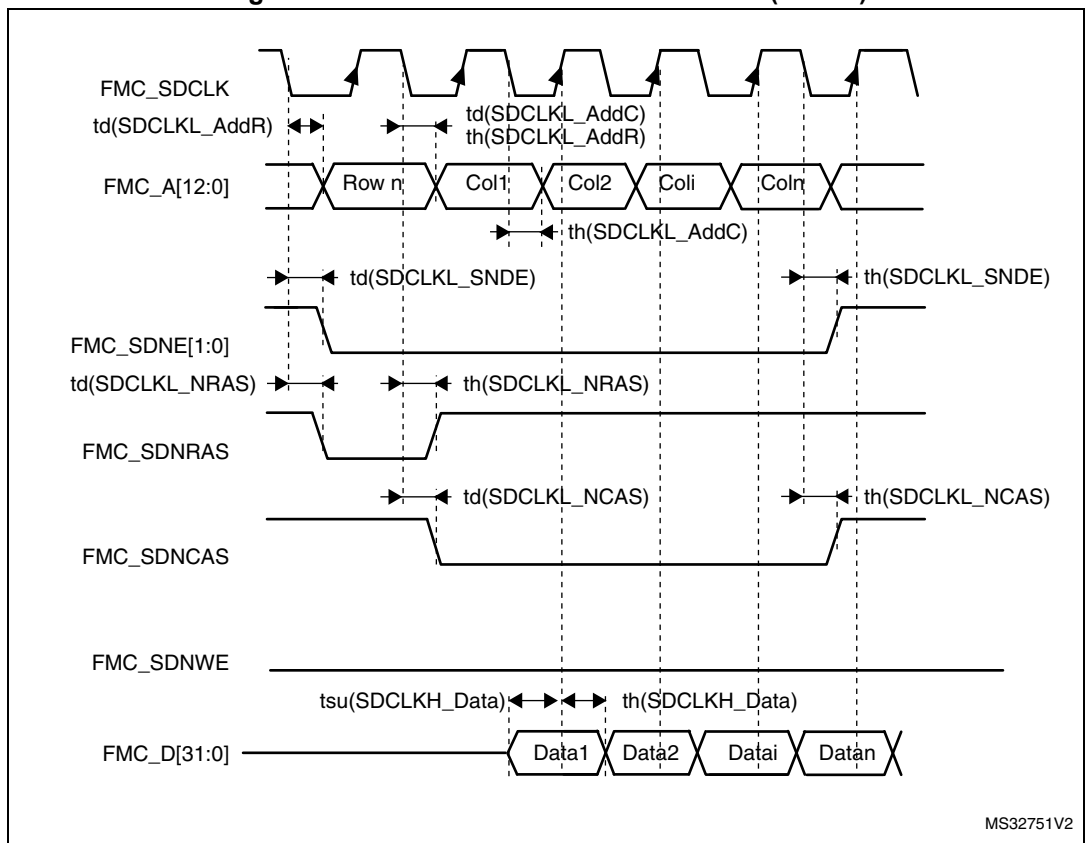 FMC_SDCLK
td(SDCLKL_AddC)
td(SDCLKL_AddR)
th(SDCLKL_AddR)
FMC_A[12:0]
Row n
Col1
Col2
Coli
Coln
th(SDCLKL_AddC)
td(SDCLKL_SNDE)
th(SDCLKL_SNDE)
FMC_SDNE[1:0]
td(SDCLKL_NRAS)
th(SDCLKL_NRAS)
FMC_SDNRAS
td(SDCLKL_NCAS)
th(SDCLKL_NCAS)
FMC_SDNCAS
FMC_SDNWE
tsu(SDCLKH_Data)
th(SDCLKH_Data)
FMC_D[31:0]
Data1
Data2
Datai
Datan
MS32751V2